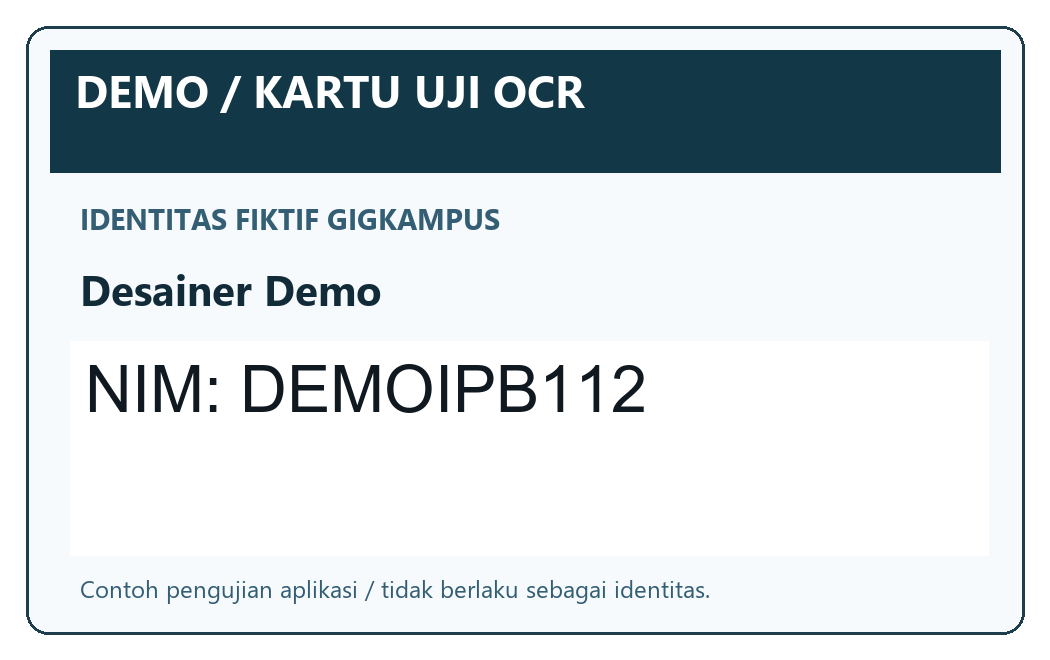 DEMO / KARTU UJI OCR
IDENTITAS FIKTIF GIGKAMPUS
Desainer Demo
NIM: DEMOIPB112
Contoh pengujian aplikasi / tidak berlaku sebagai identitas.